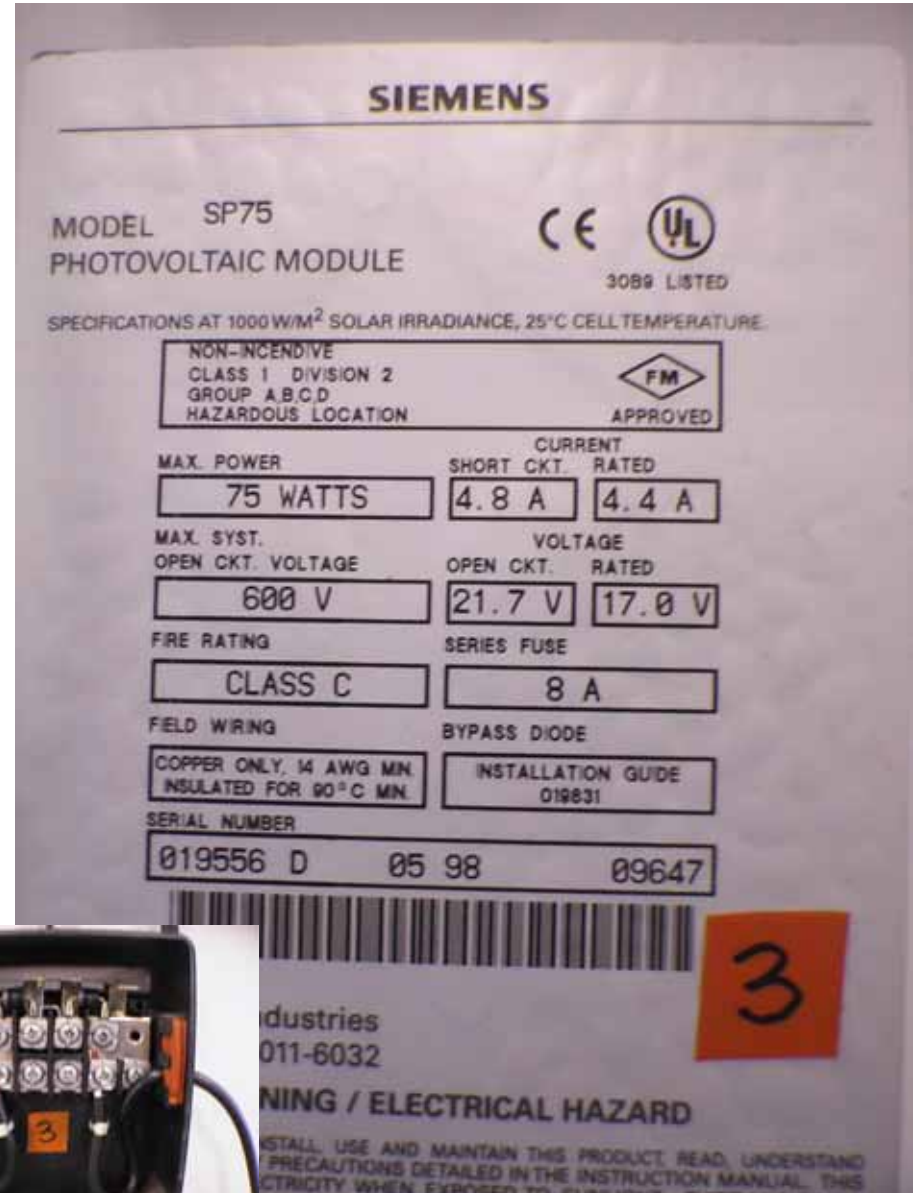 SIEMENS
MODEL SP75
PHOTOVOLTAIC MODULE
CE UL
30B9 LISTED
SPECIFICATIONS AT 1000 W/M² SOLAR IRRADIANCE, 25°C CELL TEMPERATURE.
NON-INCENDIVE
CLASS 1 DIVISION 2
GROUP A,B,C,D
HAZARDOUS LOCATION
FM
APPROVED
CURRENT
MAX. POWER SHORT CKT. RATED
75 WATTS 4.8 A 4.4 A
MAX. SYST. VOLTAGE
OPEN CKT. VOLTAGE OPEN CKT. RATED
600 V 21.7 V 17.0 V
FIRE RATING SERIES FUSE
CLASS C 8 A
FIELD WIRING BYPASS DIODE
COPPER ONLY, 14 AWG MIN. INSTALLATION GUIDE
INSULATED FOR 90°C MIN. 019831
SERIAL NUMBER
019556 D 05 98 09647
3
dustries
011-6032
NING / ELECTRICAL HAZARD
3
STALL, USE AND MAINTAIN THIS PRODUCT, READ, UNDERSTAND
PRECAUTIONS DETAILED IN THE INSTRUCTION MANUAL. THIS
CTRICITY WHEN EXPOSED TO